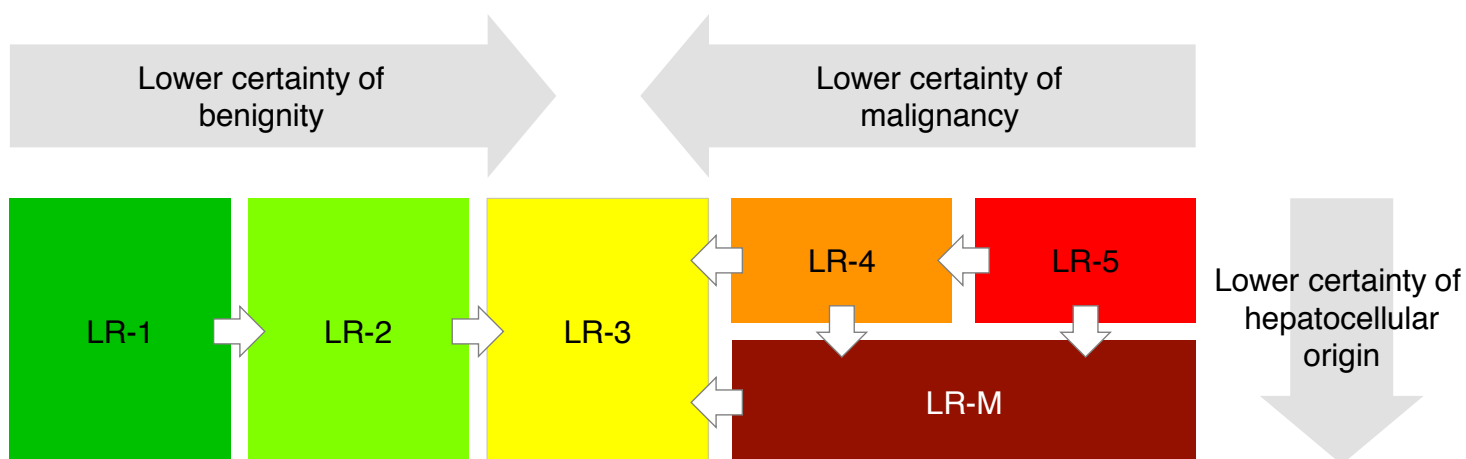 Lower certainty of
benignity
Lower certainty of
malignancy
LR-1
LR-2
LR-3
LR-4
LR-5
LR-M
Lower certainty of
hepatocellular
origin